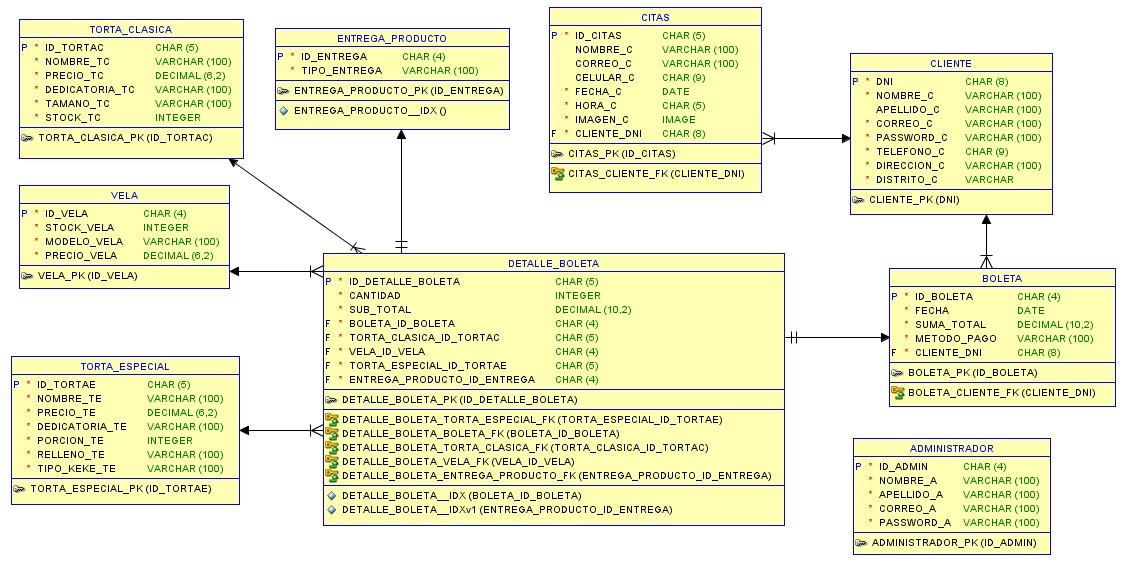 TORTA_CLASICA
P * ID_TORTAC CHAR (5)
* NOMBRE_TC VARCHAR (100)
* PRECIO_TC DECIMAL (6,2)
* DEDICATORIA_TC VARCHAR (100)
* TAMANO_TC VARCHAR (100)
* STOCK_TC INTEGER
TORTA_CLASICA_PK (ID_TORTAC)
ENTREGA_PRODUCTO
P * ID_ENTREGA CHAR (4)
* TIPO_ENTREGA VARCHAR (100)
ENTREGA_PRODUCTO_PK (ID_ENTREGA)
ENTREGA_PRODUCTO__IDX ()
CITAS
P * ID_CITAS CHAR (5)
NOMBRE_C VARCHAR (100)
CORREO_C VARCHAR (100)
CELULAR_C CHAR (9)
* FECHA_C DATE
* HORA_C CHAR (5)
* IMAGEN_C IMAGE
F * CLIENTE_DNI CHAR (8)
CITAS_PK (ID_CITAS)
CITAS_CLIENTE_FK (CLIENTE_DNI)
CLIENTE
P * DNI CHAR (8)
* NOMBRE_C VARCHAR (100)
APELLIDO_C VARCHAR (100)
* CORREO_C VARCHAR (100)
* PASSWORD_C VARCHAR (100)
* TELEFONO_C CHAR (9)
* DIRECCION_C VARCHAR (100)
* DISTRITO_C VARCHAR
CLIENTE_PK (DNI)
VELA
P * ID_VELA CHAR (4)
* STOCK_VELA INTEGER
* MODELO_VELA VARCHAR (100)
* PRECIO_VELA DECIMAL (6,2)
VELA_PK (ID_VELA)
DETALLE_BOLETA
P * ID_DETALLE_BOLETA CHAR (5)
* CANTIDAD INTEGER
* SUB_TOTAL DECIMAL (10,2)
F * BOLETA_ID_BOLETA CHAR (4)
F * TORTA_CLASICA_ID_TORTAC CHAR (5)
F * VELA_ID_VELA CHAR (4)
F * TORTA_ESPECIAL_ID_TORTAE CHAR (5)
F * ENTREGA_PRODUCTO_ID_ENTREGA CHAR (4)
DETALLE_BOLETA_PK (ID_DETALLE_BOLETA)
DETALLE_BOLETA_TORTA_ESPECIAL_FK (TORTA_ESPECIAL_ID_TORTAE)
DETALLE_BOLETA_BOLETA_FK (BOLETA_ID_BOLETA)
DETALLE_BOLETA_TORTA_CLASICA_FK (TORTA_CLASICA_ID_TORTAC)
DETALLE_BOLETA_VELA_FK (VELA_ID_VELA)
DETALLE_BOLETA_ENTREGA_PRODUCTO_FK (ENTREGA_PRODUCTO_ID_ENTREGA)
DETALLE_BOLETA__IDX (BOLETA_ID_BOLETA)
DETALLE_BOLETA__IDXv1 (ENTREGA_PRODUCTO_ID_ENTREGA)
BOLETA
P * ID_BOLETA CHAR (4)
* FECHA DATE
* SUMA_TOTAL DECIMAL (10,2)
* METODO_PAGO VARCHAR (100)
F * CLIENTE_DNI CHAR (8)
BOLETA_PK (ID_BOLETA)
BOLETA_CLIENTE_FK (CLIENTE_DNI)
TORTA_ESPECIAL
P * ID_TORTAE CHAR (5)
* NOMBRE_TE VARCHAR (100)
* PRECIO_TE DECIMAL (6,2)
* DEDICATORIA_TE VARCHAR (100)
* PORCION_TE INTEGER
* RELLENO_TE VARCHAR (100)
* TIPO_KEKE_TE VARCHAR (100)
TORTA_ESPECIAL_PK (ID_TORTAE)
ADMINISTRADOR
P * ID_ADMIN CHAR (4)
* NOMBRE_A VARCHAR (100)
* APELLIDO_A VARCHAR (100)
* CORREO_A VARCHAR (100)
* PASSWORD_A VARCHAR (100)
ADMINISTRADOR_PK (ID_ADMIN)